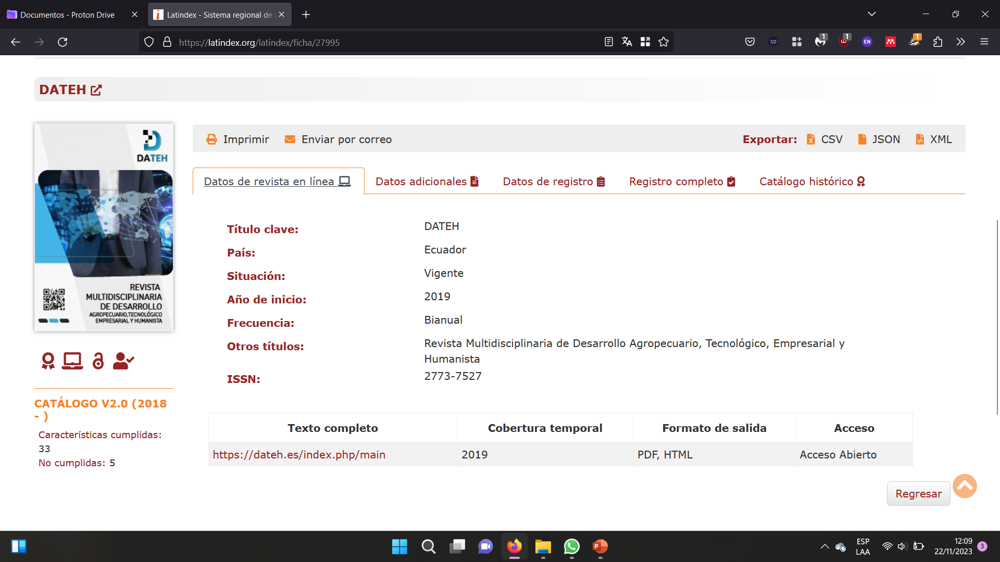 Documentos - Proton Drive
Latindex - Sistema regional de
https://latindex.org/latindex/ficha/27995
1
1
EN
1
DATEH
DATEH
REVISTA
MULTIDISCIPLINARIA
DE DESARROLLO
AGROPECUARIO,TECNOLÓGICO
EMPRESARIAL Y HUMANISTA
CATÁLOGO V2.0 (2018
- )
Características cumplidas:
33
No cumplidas: 5
Imprimir Enviar por correo Exportar: CSV JSON XML
Datos de revista en línea Datos adicionales Datos de registro Registro completo Catálogo histórico
Título clave: DATEH
País: Ecuador
Situación: Vigente
Año de inicio: 2019
Frecuencia: Bianual
Otros títulos: Revista Multidisciplinaria de Desarrollo Agropecuario, Tecnológico, Empresarial y
Humanista
ISSN: 2773-7527
Texto completo Cobertura temporal Formato de salida Acceso
https://dateh.es/index.php/main 2019 PDF, HTML Acceso Abierto
Regresar
P
ESP
LAA
12:09
22/11/2023
3